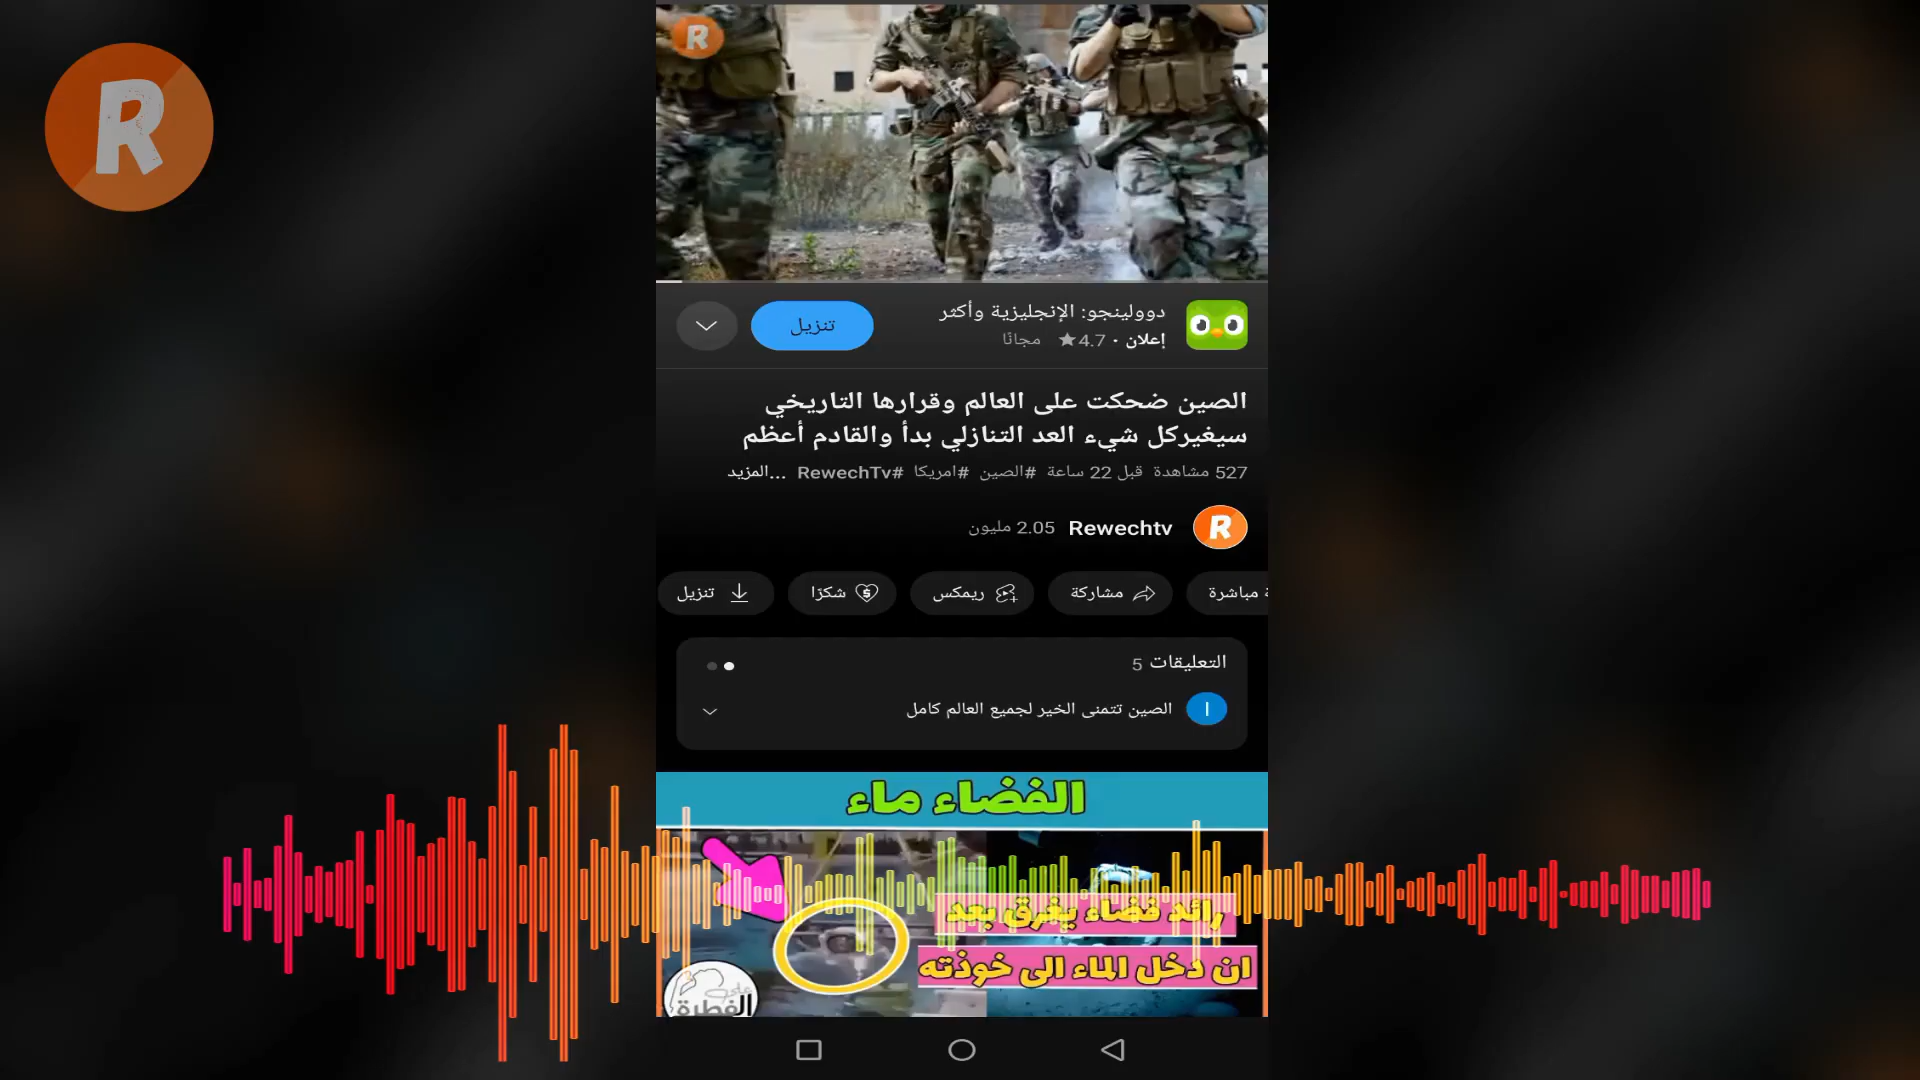 R
R
دوولينجو: الإنجليزية وأكثر
إعلان · 4.7★ مجانًا
تنزيل
الصين ضحكت على العالم وقرارها التاريخي
سيغيركل شيء العد التنازلي بدأ والقادم أعظم
527 مشاهدة قبل 22 ساعة #الصين #امريكا #RewechTv ...المزيد
R
Rewechtv 2.05 مليون
ة مباشرة
مشاركة
ريمكس
شكرًا
تنزيل
التعليقات 5
ا الصين تتمنى الخير لجميع العالم كامل
الفضاء ماء
رائد فضاء يغرق بعد
ان دخل الماء الى خوذته
على
الفطرة